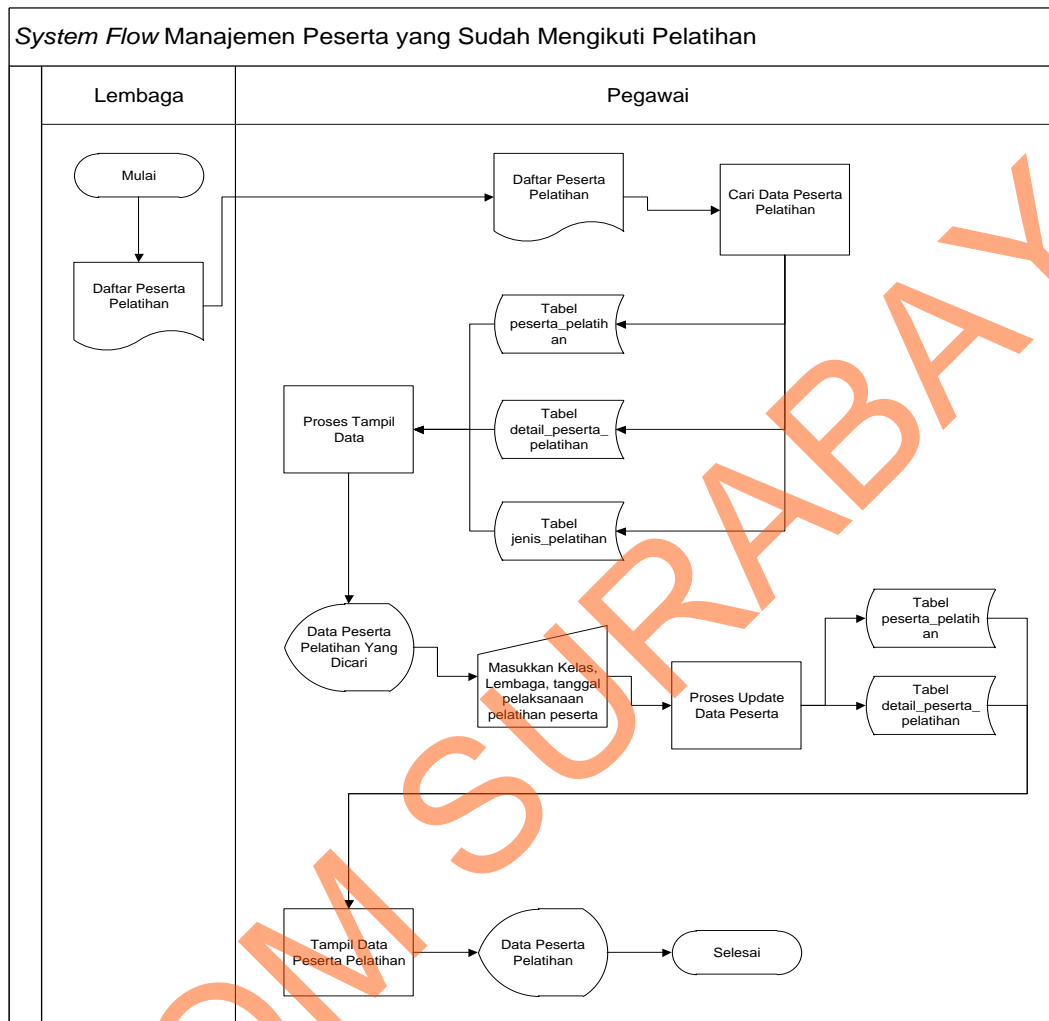 System Flow Manajemen Peserta yang Sudah Mengikuti Pelatihan
Lembaga
Pegawai
Mulai
Daftar Peserta
Pelatihan
Daftar Peserta
Pelatihan
Cari Data Peserta
Pelatihan
Tabel
peserta_pelatih
an
Tabel
detail_peserta_
pelatihan
Tabel
jenis_pelatihan
Proses Tampil
Data
Data Peserta
Pelatihan Yang
Dicari
Masukkan Kelas,
Lembaga, tanggal
pelaksanaan
pelatihan peserta
Proses Update
Data Peserta
Tabel
peserta_pelatih
an
Tabel
detail_peserta_
pelatihan
Tampil Data
Peserta Pelatihan
Data Peserta
Pelatihan
Selesai
OM SURABAY